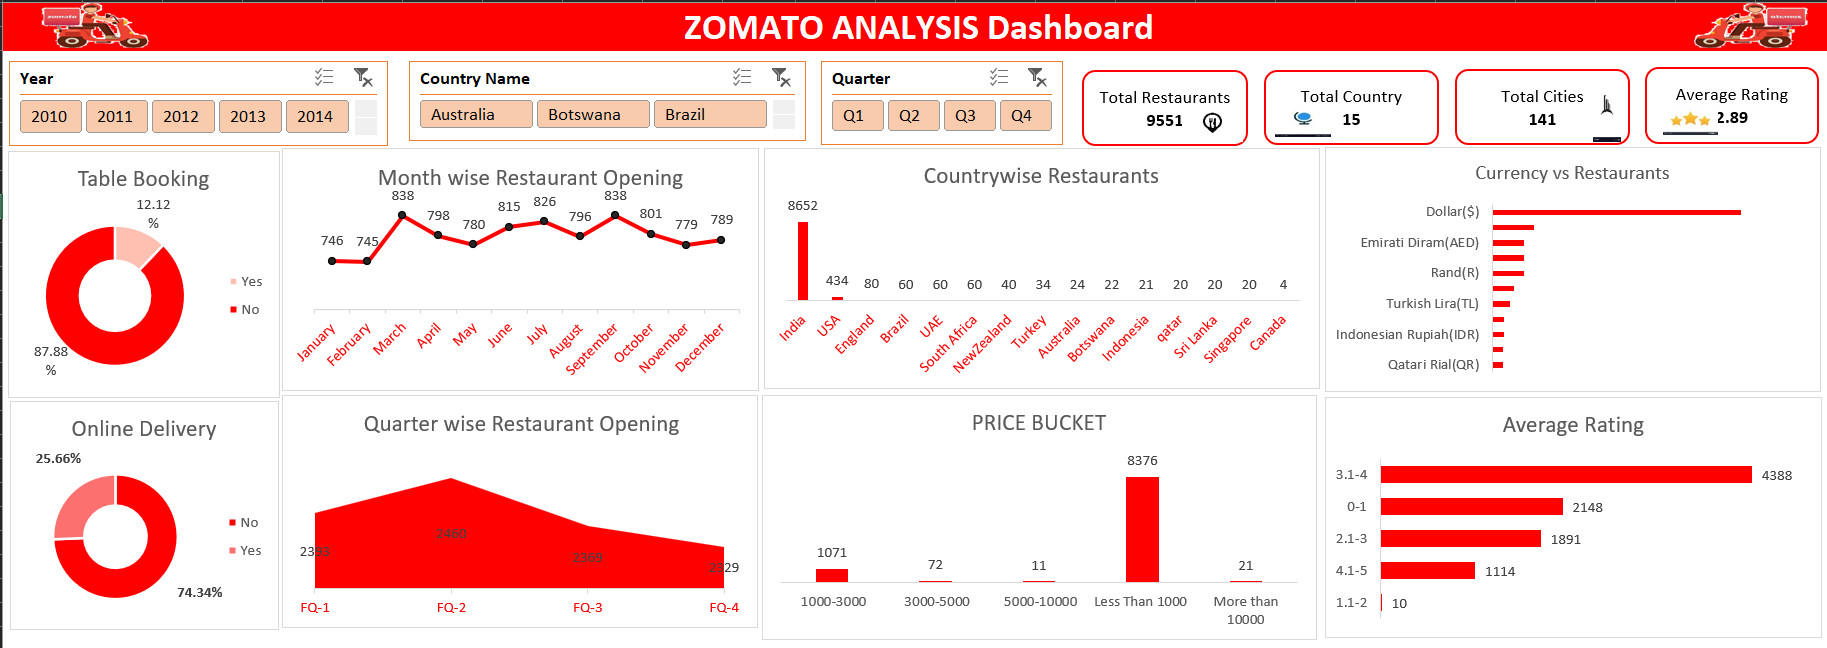 zomato
ZOMATO ANALYSIS Dashboard
Year
2010 2011 2012 2013 2014
Country Name
Australia Botswana Brazil
Quarter
Q1 Q2 Q3 Q4
Total Restaurants
9551
Total Country
15
Total Cities
141
Average Rating
2.89
Table Booking
12.12
%
Yes
No
87.88
%
Month wise Restaurant Opening
746 745 838 798 780 815 826 796 838 801 779 789
January February March April May June July August September October November December
Countrywise Restaurants
8652 434 80 60 60 60 40 34 24 22 21 20 20 20 4
India USA England Brazil UAE South Africa NewZealand Turkey Australia Botswana Indonesia qatar Sri Lanka Singapore Canada
Currency vs Restaurants
Dollar($)
Emirati Diram(AED)
Rand(R)
Turkish Lira(TL)
Indonesian Rupiah(IDR)
Qatari Rial(QR)
Online Delivery
25.66%
No
Yes
74.34%
Quarter wise Restaurant Opening
2393 2460 2369 2329
FQ-1 FQ-2 FQ-3 FQ-4
PRICE BUCKET
1071 72 11 8376 21
1000-3000 3000-5000 5000-10000 Less Than 1000 More than
10000
Average Rating
3.1-4 4388
0-1 2148
2.1-3 1891
4.1-5 1114
1.1-2 10